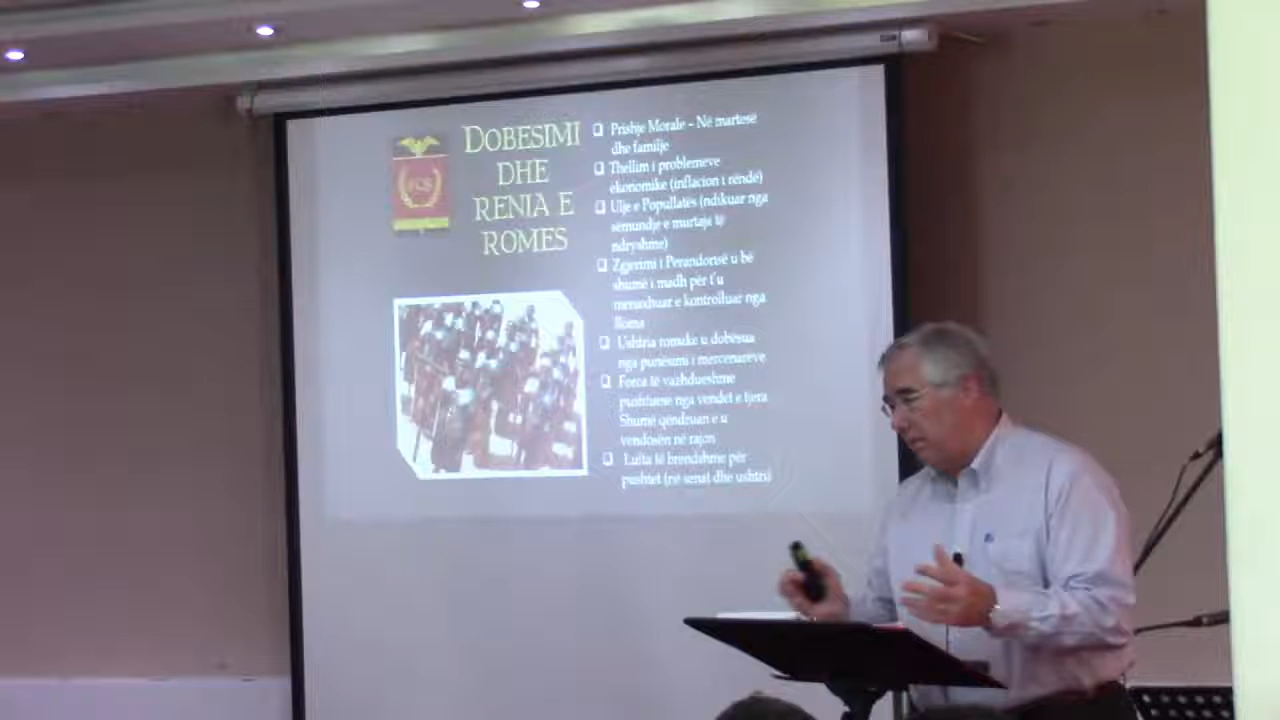 DOBESIMI
DHE
RENIA E
ROMES
Prishje Morale – Në martesë
dhe familje
Thellim i problemeve
ekonomike (inflacion i rëndë)
Ulje e Popullatës (ndikuar nga
sëmundje e murtaja të
ndryshme)
Zgjerimi i Perandorisë u bë
shumë i madh për t'u
menaxhuar e kontrolluar nga
Roma
Ushtria romake u dobësua
nga punësimi i mercenarëve
Forca të vazhdueshme
pushtuese nga vendet e tjera
Shumë qëndruan e u
vendosën në rajon
Lufta të brendshme për
pushtet (në senat dhe ushtri)